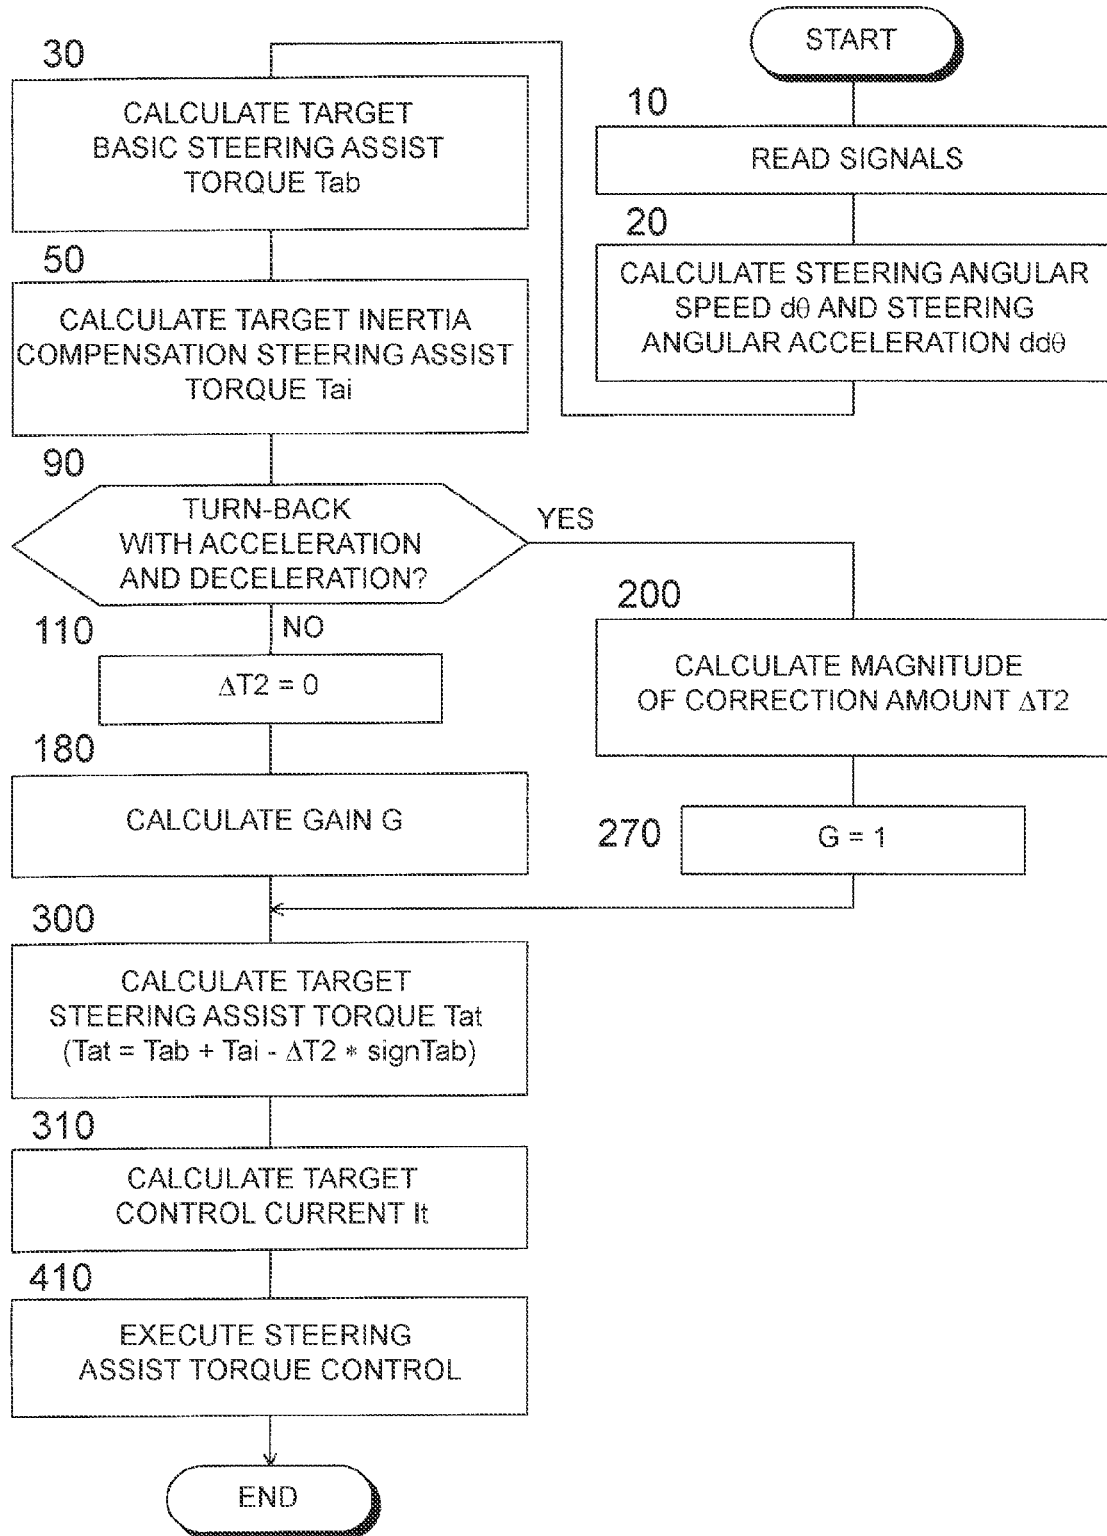 START
10
READ SIGNALS
20
CALCULATE STEERING ANGULAR
SPEED dθ AND STEERING
ANGULAR ACCELERATION ddθ
30
CALCULATE TARGET
BASIC STEERING ASSIST
TORQUE Tab
50
CALCULATE TARGET INERTIA
COMPENSATION STEERING ASSIST
TORQUE Tai
90
TURN-BACK
WITH ACCELERATION
AND DECELERATION?
YES
NO
110
ΔT2 = 0
180
CALCULATE GAIN G
200
CALCULATE MAGNITUDE
OF CORRECTION AMOUNT ΔT2
270
G = 1
300
CALCULATE TARGET
STEERING ASSIST TORQUE Tat
(Tat = Tab + Tai - ΔT2 * signTab)
310
CALCULATE TARGET
CONTROL CURRENT It
410
EXECUTE STEERING
ASSIST TORQUE CONTROL
END